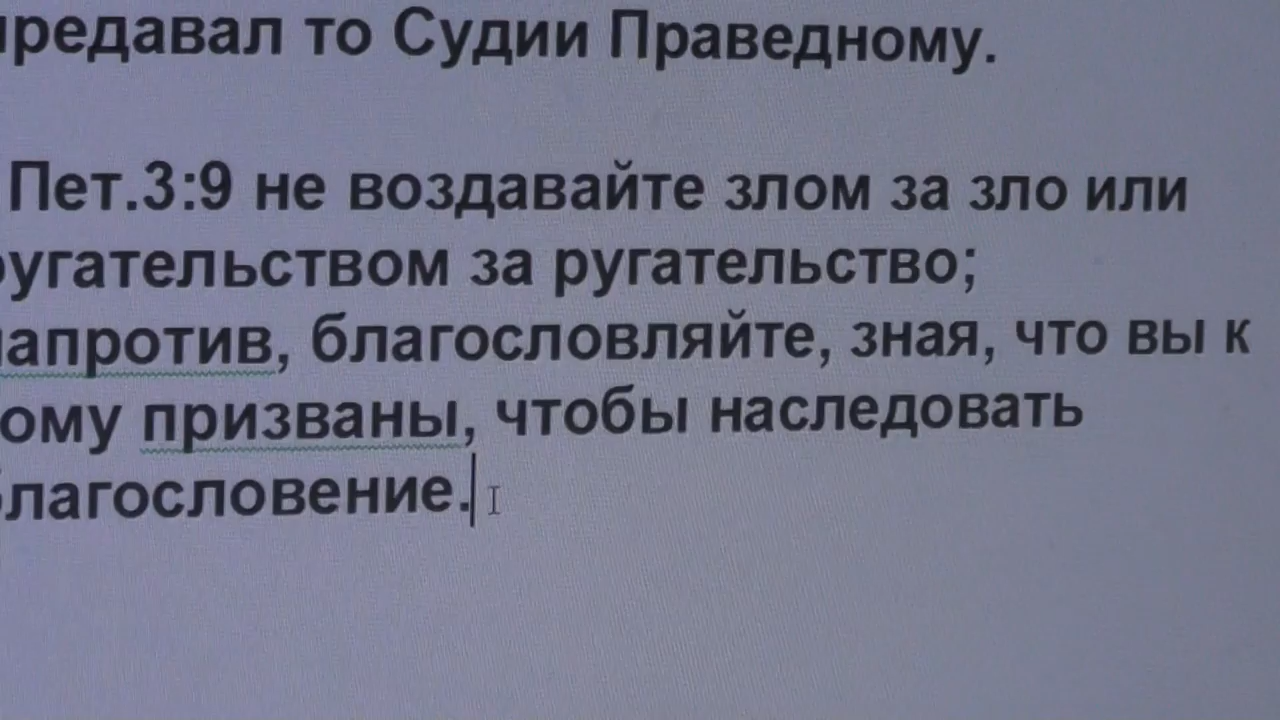 предавал то Судии Праведному.
Пет.3:9 не воздавайте злом за зло или
ругательством за ругательство;
напротив, благословляйте, зная, что вы к
ому призваны, чтобы наследовать
благословение.